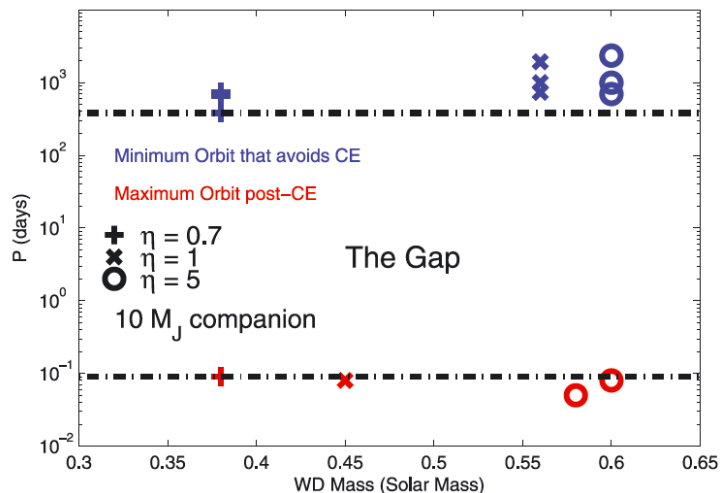 10³
10²
10¹
10⁰
10⁻¹
10⁻²
P (days)
Minimum Orbit that avoids CE
Maximum Orbit post-CE
η = 0.7
η = 1
η = 5
The Gap
10 M_J companion
0.3 0.35 0.4 0.45 0.5 0.55 0.6 0.65
WD Mass (Solar Mass)